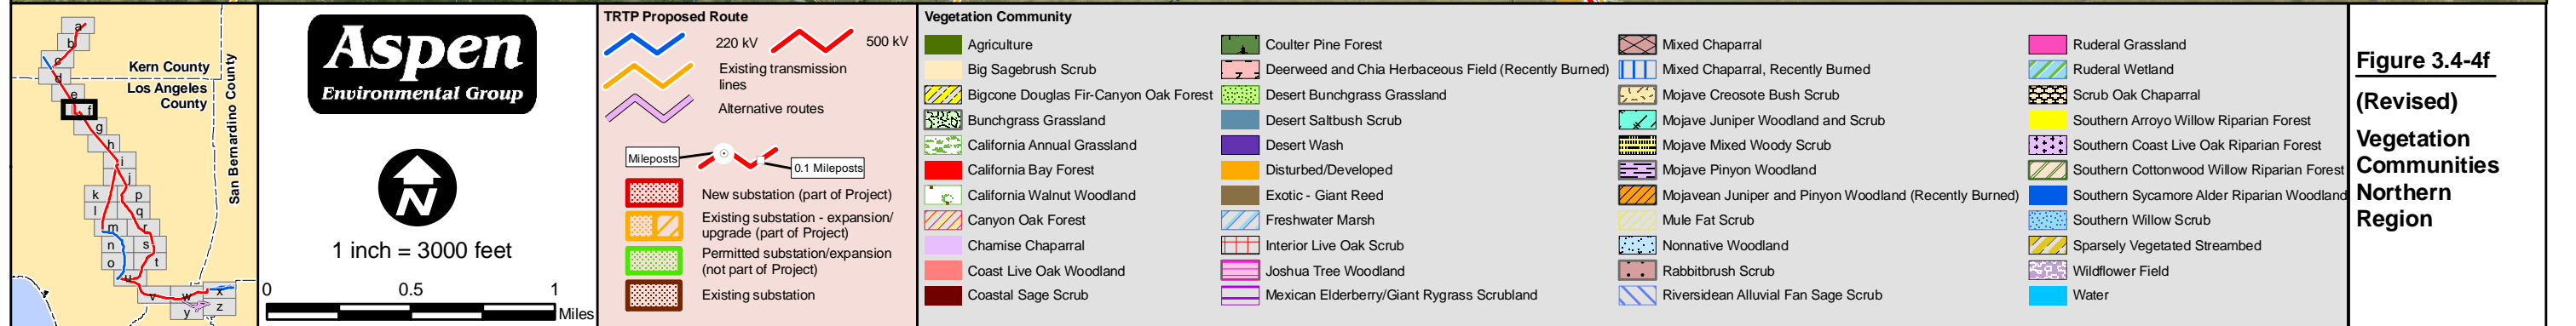 a
b
c
d
e
f
g
h
i
j
k
p
l
q
m
r
n
s
o
t
u
v
w
x
y
z
Kern County
Los Angeles
County
San Bernardino County
Aspen
Environmental Group
N
1 inch = 3000 feet
0
0.5
1
Miles
TRTP Proposed Route
220 kV
500 kV
Existing transmission
lines
Alternative routes
Mileposts
0.1 Mileposts
New substation (part of Project)
Existing substation - expansion/
upgrade (part of Project)
Permitted substation/expansion
(not part of Project)
Existing substation
Vegetation Community
Agriculture
Big Sagebrush Scrub
Bigcone Douglas Fir-Canyon Oak Forest
Bunchgrass Grassland
California Annual Grassland
California Bay Forest
California Walnut Woodland
Canyon Oak Forest
Chamise Chaparral
Coast Live Oak Woodland
Coastal Sage Scrub
Coulter Pine Forest
Deerweed and Chia Herbaceous Field (Recently Burned)
Desert Bunchgrass Grassland
Desert Saltbush Scrub
Desert Wash
Disturbed/Developed
Exotic - Giant Reed
Freshwater Marsh
Interior Live Oak Scrub
Joshua Tree Woodland
Mexican Elderberry/Giant Rygrass Scrubland
Mixed Chaparral
Mixed Chaparral, Recently Burned
Mojave Creosote Bush Scrub
Mojave Juniper Woodland and Scrub
Mojave Mixed Woody Scrub
Mojave Pinyon Woodland
Mojavean Juniper and Pinyon Woodland (Recently Burned)
Mule Fat Scrub
Nonnative Woodland
Rabbitbrush Scrub
Riversidean Alluvial Fan Sage Scrub
Ruderal Grassland
Ruderal Wetland
Scrub Oak Chaparral
Southern Arroyo Willow Riparian Forest
Southern Coast Live Oak Riparian Forest
Southern Cottonwood Willow Riparian Forest
Southern Sycamore Alder Riparian Woodland
Southern Willow Scrub
Sparsely Vegetated Streambed
Wildflower Field
Water
Figure 3.4-4f
(Revised)
Vegetation
Communities
Northern
Region